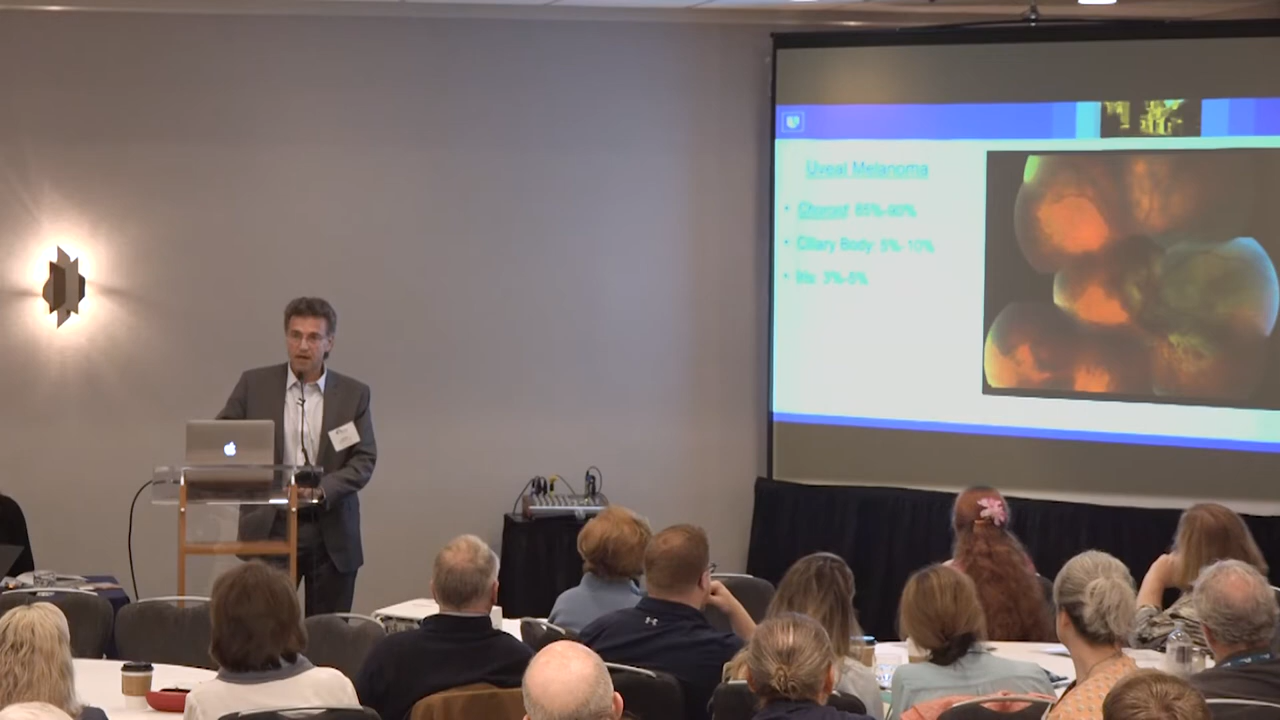 Uveal Melanoma
• Choroid: 85%-90%
• Ciliary Body: 5%-10%
• Iris: 3%-5%